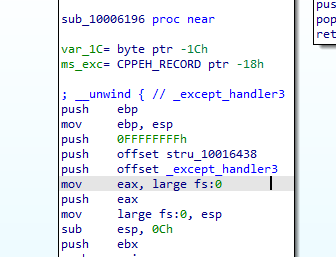 sub_10006196 proc near
var_1C= byte ptr -1Ch
ms_exc= CPPEH_RECORD ptr -18h
; __unwind { // _except_handler3
push ebp
mov ebp, esp
push 0FFFFFFFFh
push offset stru_10016438
push offset _except_handler3
mov eax, large fs:0
push eax
mov large fs:0, esp
sub esp, 0Ch
push ebx
pop
ret